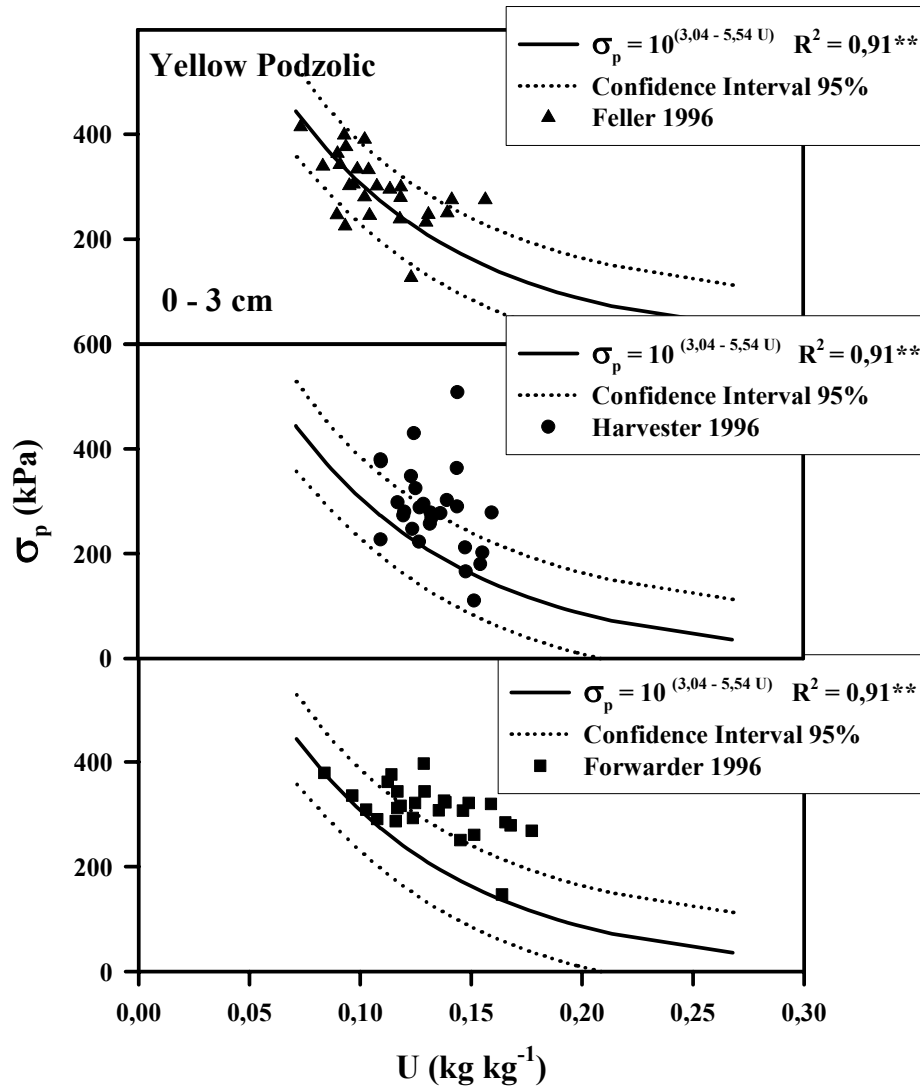 σp = 10(3,04 - 5,54 U) R2 = 0,91**
Confidence Interval 95%
Feller 1996
Yellow Podzolic
400
200
0 - 3 cm
600
σp = 10 (3,04 - 5,54 U) R2 = 0,91**
Confidence Interval 95%
Harvester 1996
400
200
0
σp (kPa)
σp = 10 (3,04 - 5,54 U) R2 = 0,91**
Confidence Interval 95%
Forwarder 1996
400
200
0
0,00 0,05 0,10 0,15 0,20 0,25 0,30
U (kg kg-1)